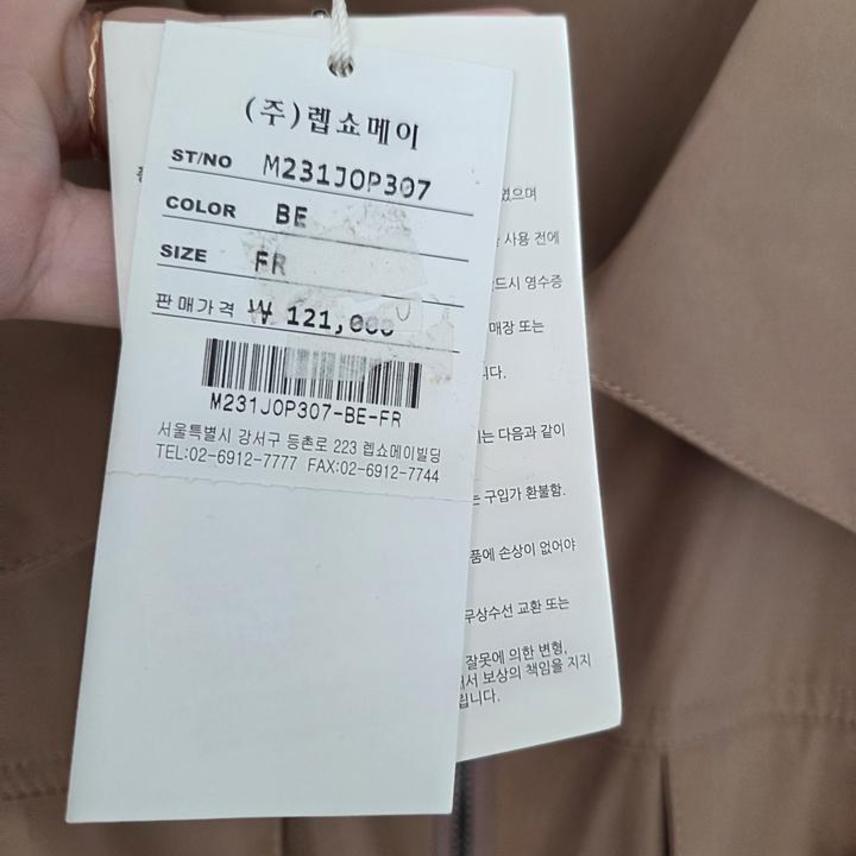 (주)렙쇼메이
ST/NO M231JOP307
COLOR BE
SIZE FR
판매가격 ₩ 121,000
M231JOP307-BE-FR
서울특별시 강서구 등촌로 223 렙쇼메이빌딩
TEL:02-6912-7777 FAX:02-6912-7744
였으며
사용 전에
드시 영수증
매장 또는
니다.
는 다음과 같이
구입가 환불함.
품에 손상이 없어야
무상수선 교환 또는
잘못에 의한 변형,
서 보상의 책임을 지지
립니다.